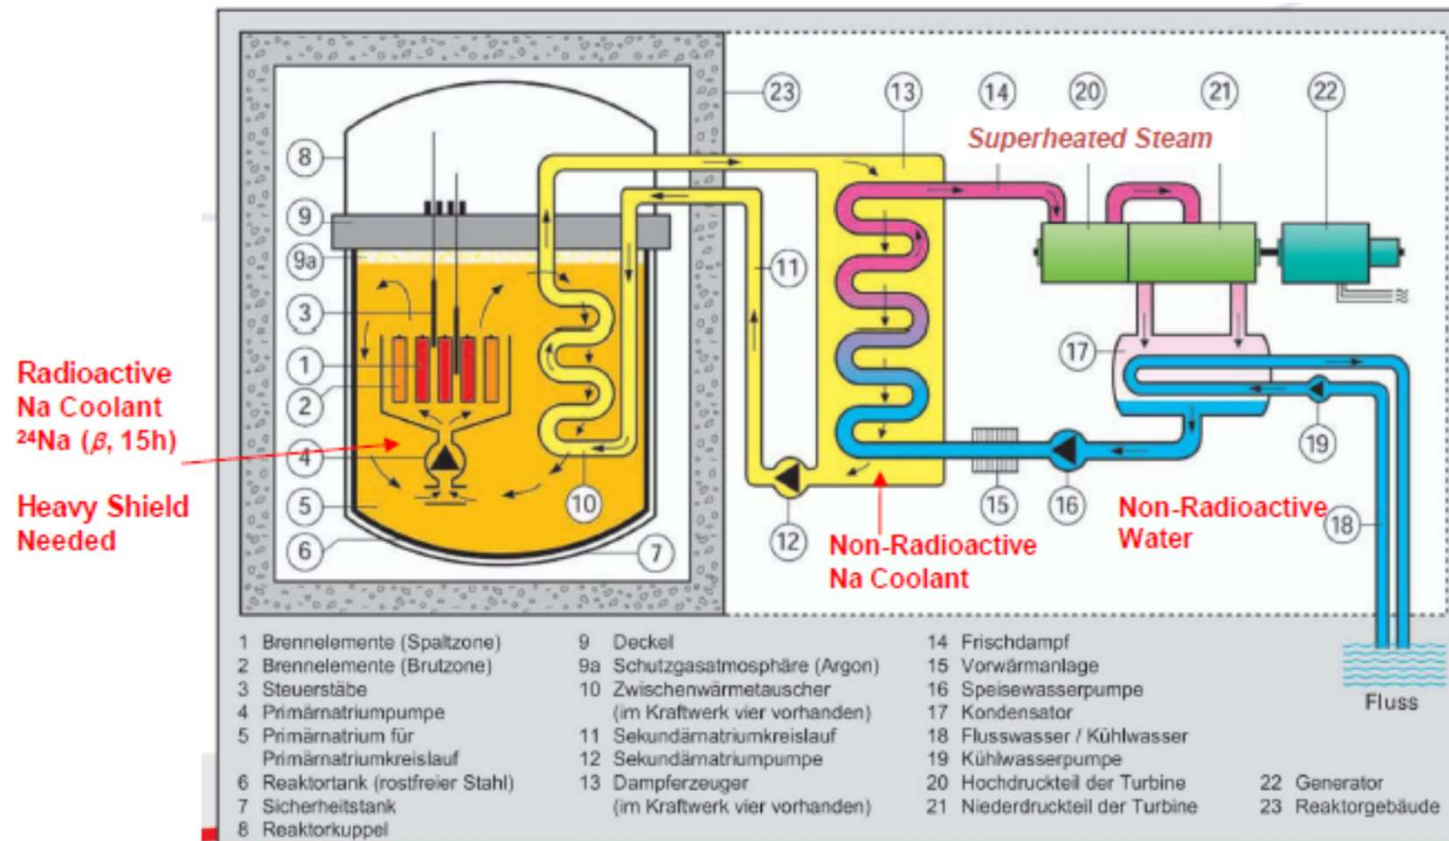 23
13
14
20
21
22
Superheated Steam
8
9
9a
3
1
2
4
5
6
7
10
11
12
15
16
17
18
19
Radioactive
Na Coolant
²⁴Na (β, 15h)
Heavy Shield
Needed
Non-Radioactive
Na Coolant
Non-Radioactive
Water
Fluss
1 Brennelemente (Spaltzone)
2 Brennelemente (Brutzone)
3 Steuerstäbe
4 Primärnatriumpumpe
5 Primärnatrium für
Primärnatriumkreislauf
6 Reaktortank (rostfreier Stahl)
7 Sicherheitstank
8 Reaktorkuppel
9 Deckel
9a Schutzgasatmosphäre (Argon)
10 Zwischenwärmetauscher
(im Kraftwerk vier vorhanden)
11 Sekundärnatriumkreislauf
12 Sekundärnatriumpumpe
13 Dampferzeuger
(im Kraftwerk vier vorhanden)
14 Frischdampf
15 Vorwärmanlage
16 Speisewasserpumpe
17 Kondensator
18 Flusswasser / Kühlwasser
19 Kühlwasserpumpe
20 Hochdruckteil der Turbine
21 Niederdruckteil der Turbine
22 Generator
23 Reaktorgebäude